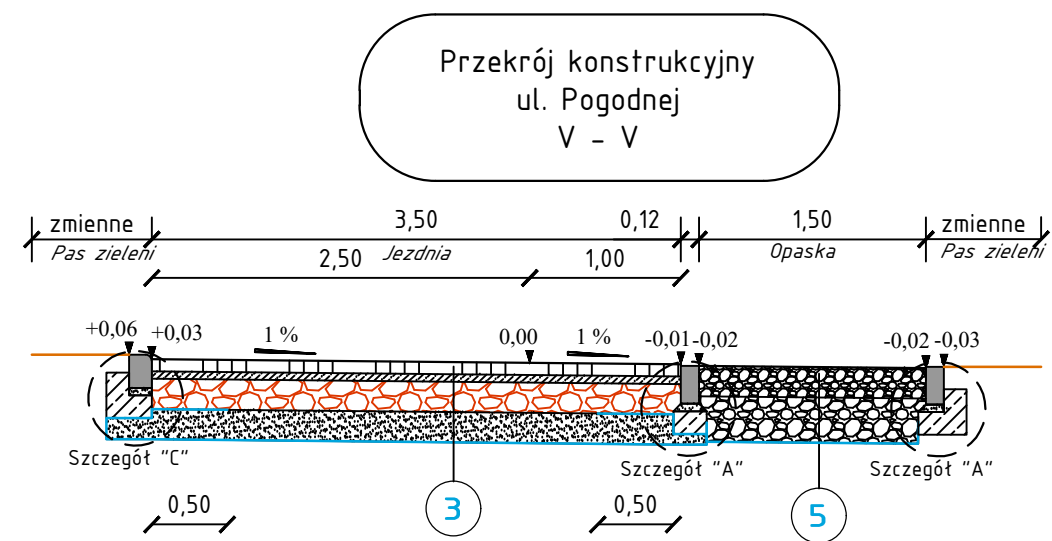 Przekrój konstrukcyjny
ul. Pogodnej
V - V
zmienne 3,50 0,12 1,50 zmienne
Pas zieleni Jezdnia Opaska Pas zieleni
2,50 1,00
+0,06 +0,03 1 % 0,00 1 % -0,01 -0,02 -0,02 -0,03
Szczegół "C" Szczegół "A" Szczegół "A"
0,50 3 0,50 5